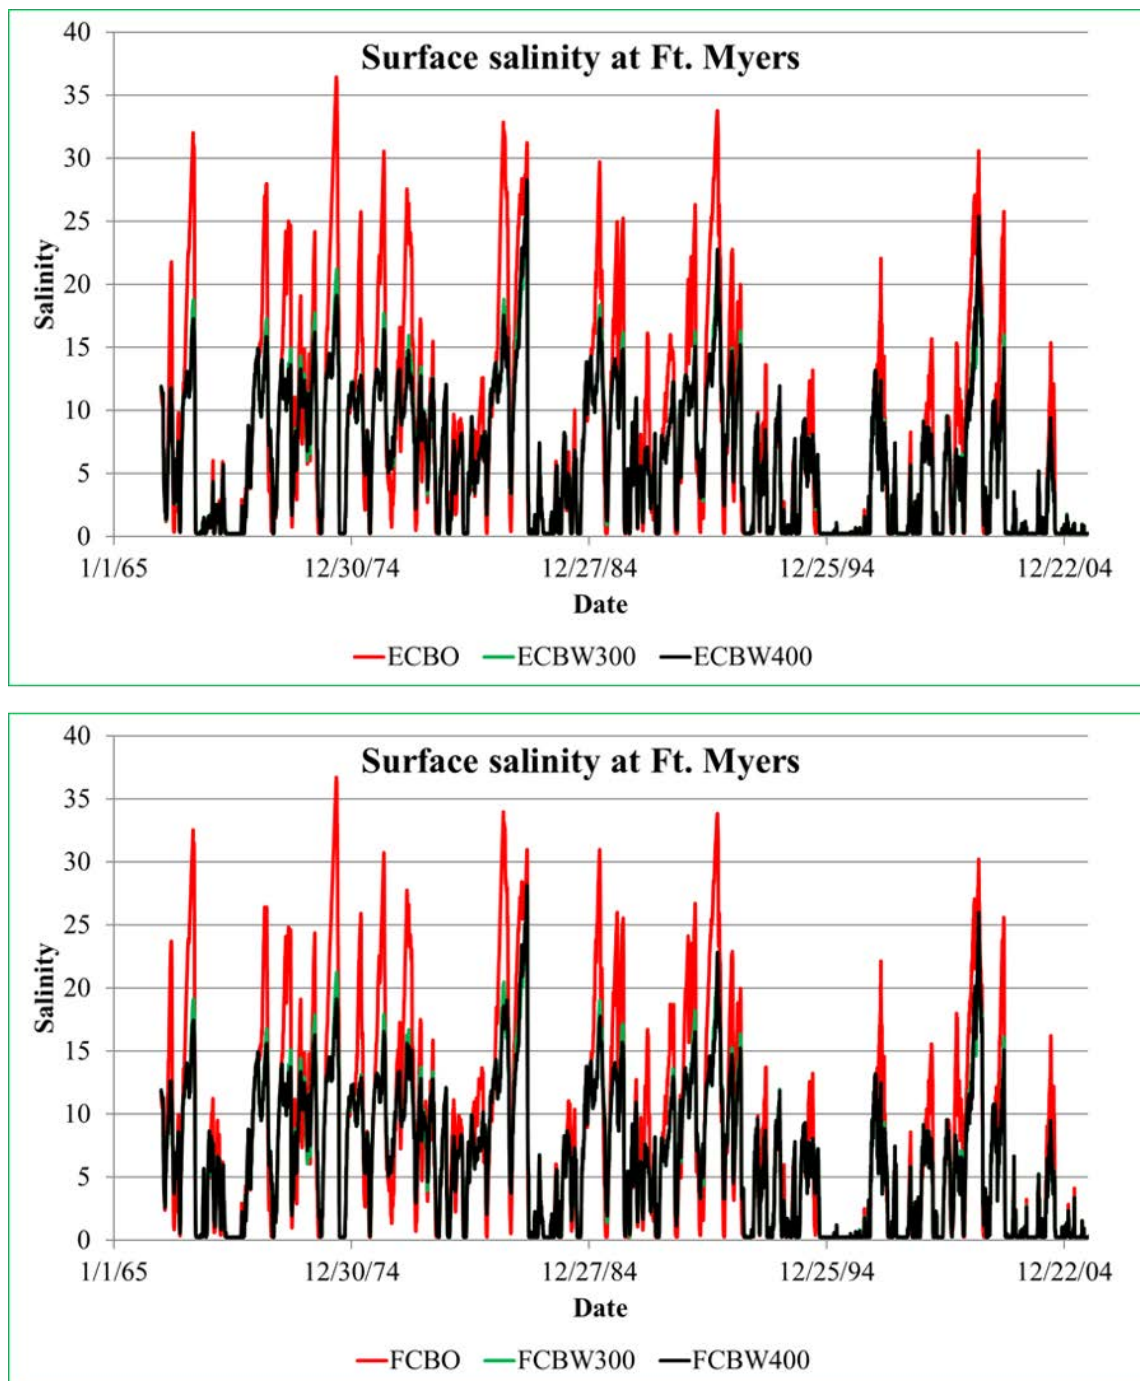 Surface salinity at Ft. Myers
40
35
30
25
20
15
10
5
0
Salinity
1/1/65 12/30/74 12/27/84 12/25/94 12/22/04
Date
ECBO ECBW300 ECBW400
Surface salinity at Ft. Myers
40
35
30
25
20
15
10
5
0
Salinity
1/1/65 12/30/74 12/27/84 12/25/94 12/22/04
Date
FCBO FCBW300 FCBW400